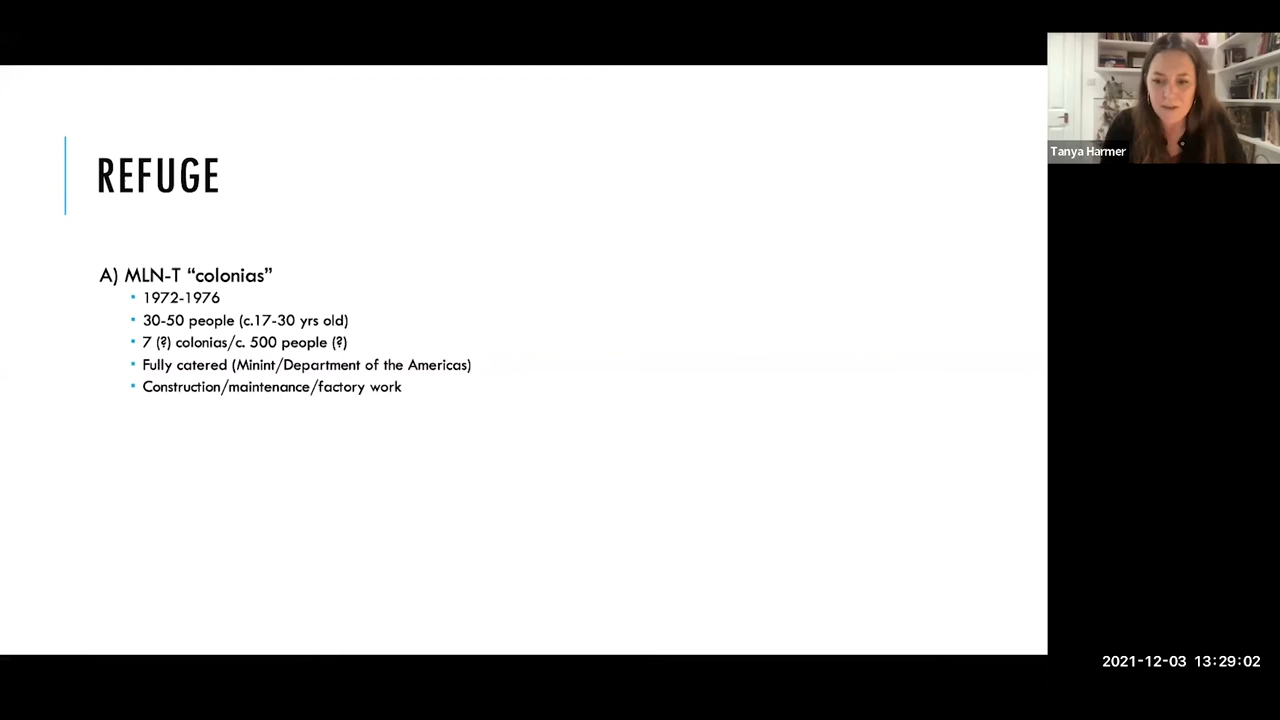 REFUGE
A) MLN-T “colonias”
1972-1976
30-50 people (c.17-30 yrs old)
7 (?) colonias/c. 500 people (?)
Fully catered (Minint/Department of the Americas)
Construction/maintenance/factory work
Tanya Harmer
2021-12-03 13:29:02